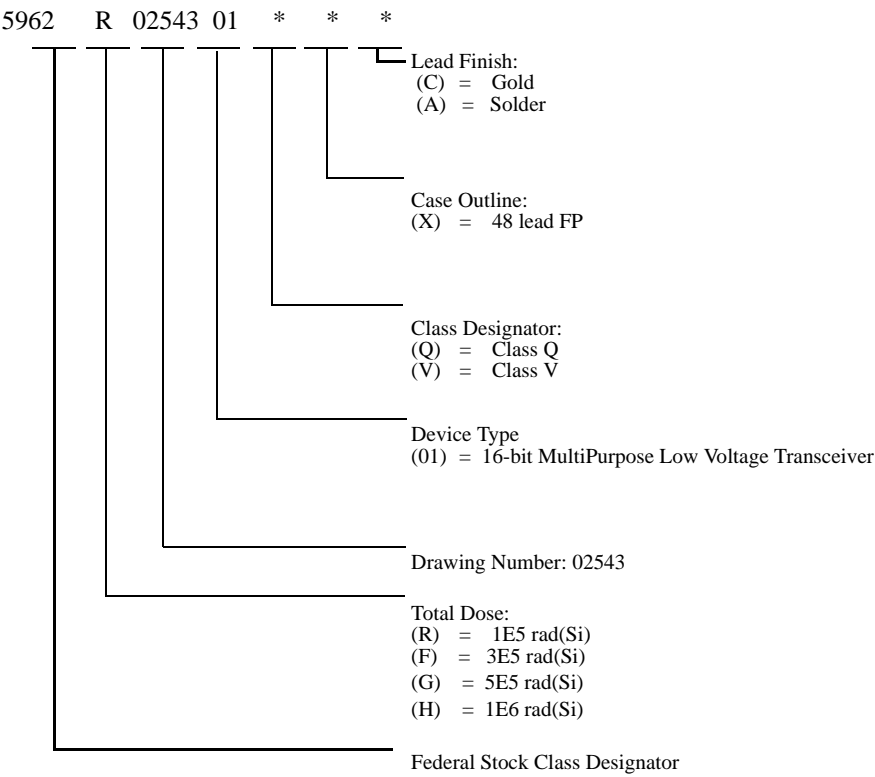 5962 R 02543 01 * * *
Lead Finish:
(C) = Gold
(A) = Solder
Case Outline:
(X) = 48 lead FP
Class Designator:
(Q) = Class Q
(V) = Class V
Device Type
(01) = 16-bit MultiPurpose Low Voltage Transceiver
Drawing Number: 02543
Total Dose:
(R) = 1E5 rad(Si)
(F) = 3E5 rad(Si)
(G) = 5E5 rad(Si)
(H) = 1E6 rad(Si)
Federal Stock Class Designator